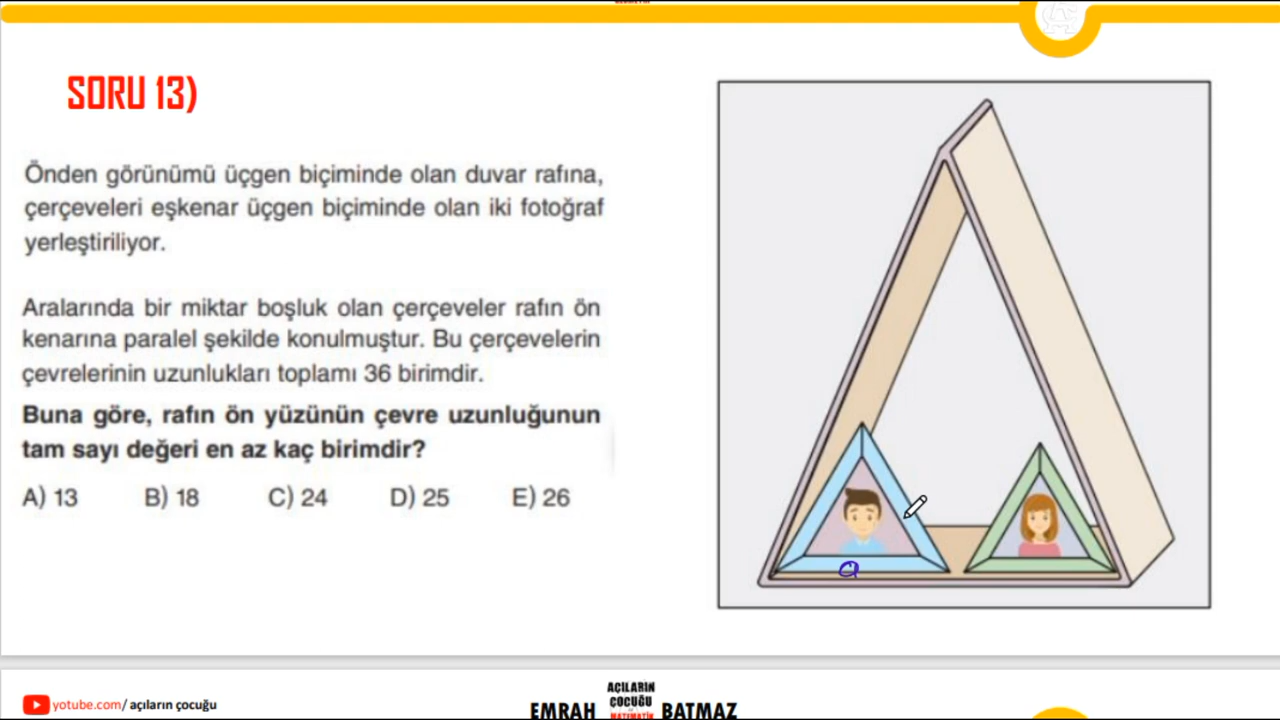 SORU 13)
Önden görünümü üçgen biçiminde olan duvar rafına,
çerçeveleri eşkenar üçgen biçiminde olan iki fotoğraf
yerleştiriliyor.
Aralarında bir miktar boşluk olan çerçeveler rafın ön
kenarına paralel şekilde konulmuştur. Bu çerçevelerin
çevrelerinin uzunlukları toplamı 36 birimdir.
Buna göre, rafın ön yüzünün çevre uzunluğunun
tam sayı değeri en az kaç birimdir?
A) 13 B) 18 C) 24 D) 25 E) 26
a
yotube.com/ açıların çocuğu
EMRAH
AÇILARIN
ÇOCUĞU
MATEMATİK
BATMAZ